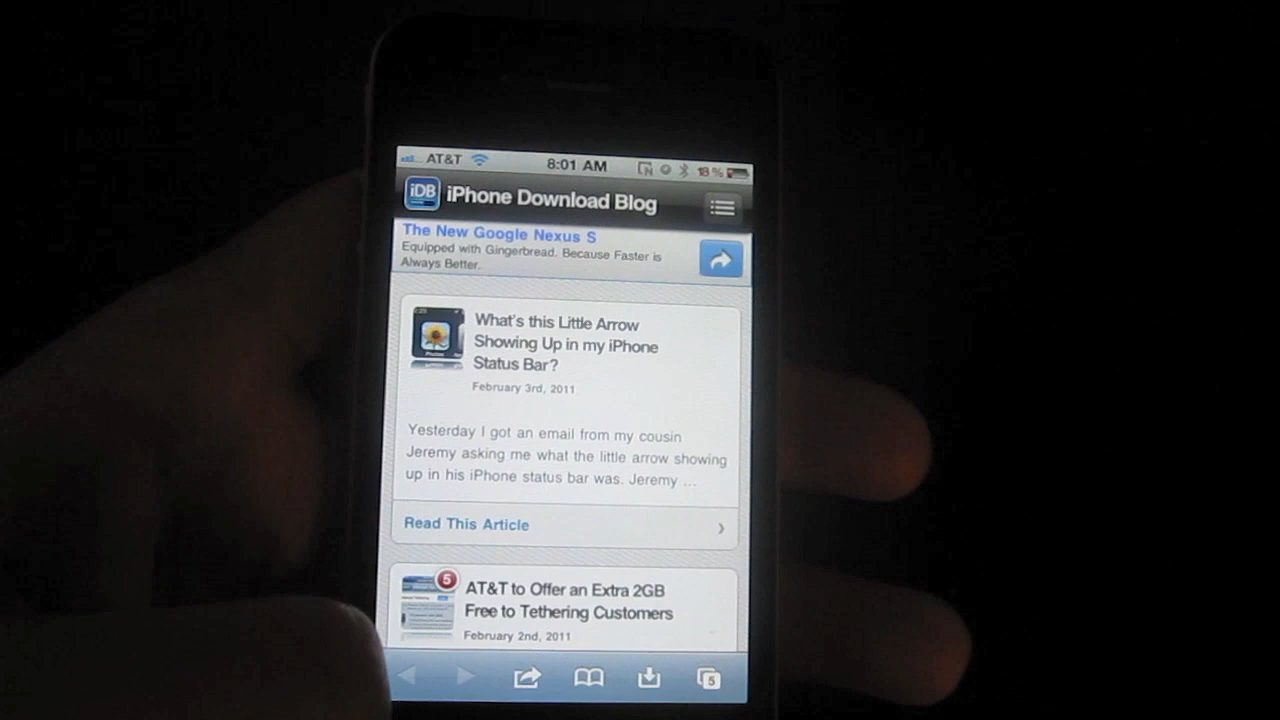 AT&T 8:01 AM N 18%
iDB iPhone Download Blog
The New Google Nexus S
Equipped with Gingerbread. Because Faster is
Always Better.
What's this Little Arrow
Showing Up in my iPhone
Status Bar?
February 3rd, 2011
Yesterday I got an email from my cousin
Jeremy asking me what the little arrow showing
up in his iPhone status bar was. Jeremy ...
Read This Article
5
AT&T to Offer an Extra 2GB
Free to Tethering Customers
February 2nd, 2011
5